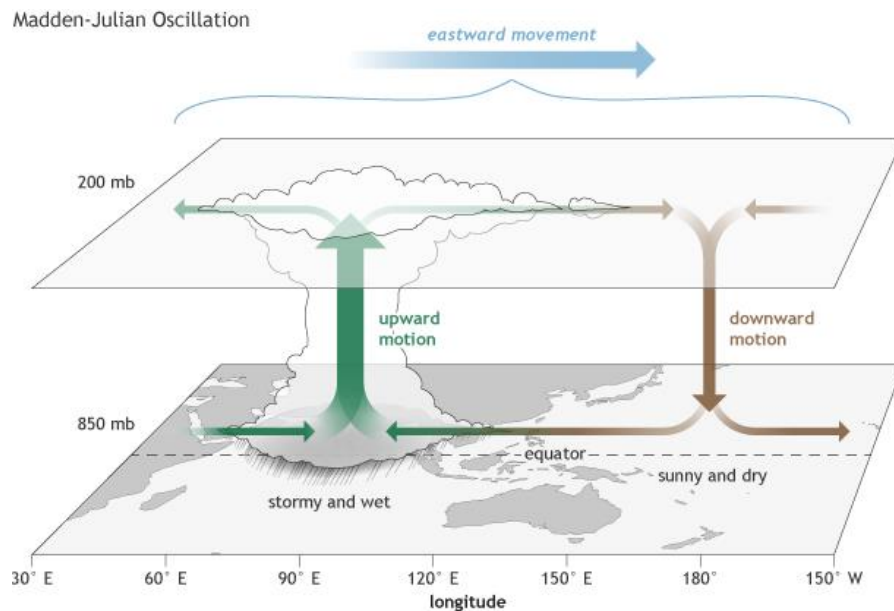 Madden-Julian Oscillation
eastward movement
200 mb
upward
motion
downward
motion
850 mb
equator
sunny and dry
stormy and wet
30° E
60° E
90° E
120° E
150° E
180°
150° W
longitude